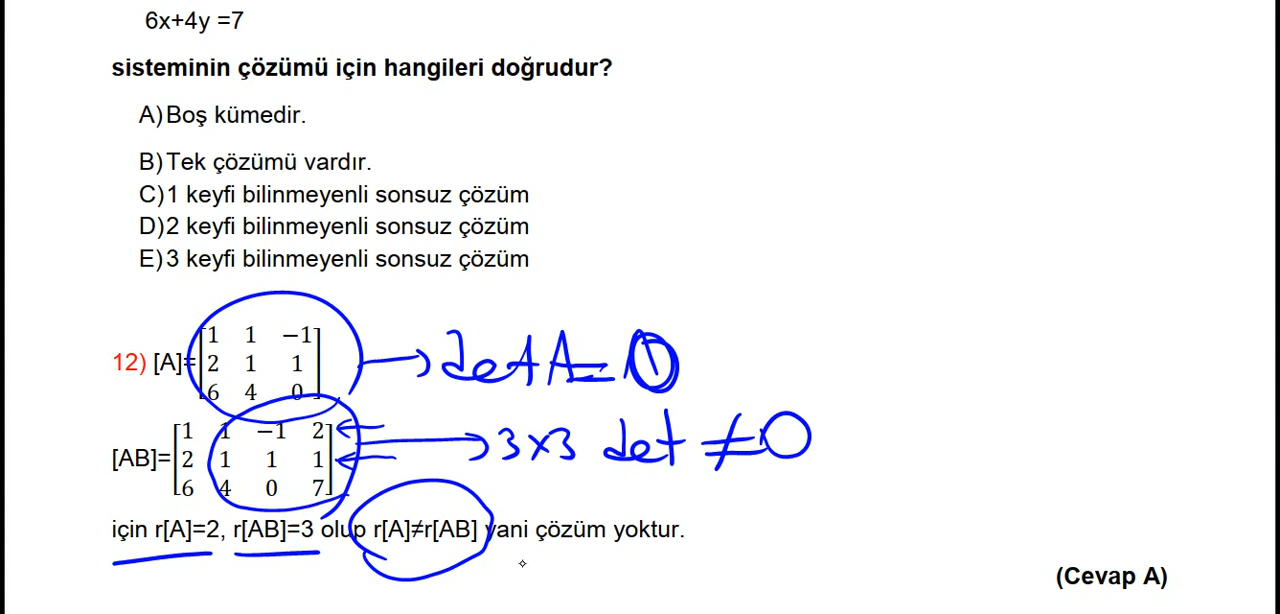 6x+4y =7
sisteminin çözümü için hangileri doğrudur?
A) Boş kümedir.
B) Tek çözümü vardır.
C) 1 keyfi bilinmeyenli sonsuz çözüm
D) 2 keyfi bilinmeyenli sonsuz çözüm
E) 3 keyfi bilinmeyenli sonsuz çözüm
1 1 −1
12) [A]= 2 1 1 det A =
6 4 0
1 1 −1 2
[AB]= 2 1 1 1 3x3 det ≠0
6 4 0 7
için r[A]=2, r[AB]=3 olup r[A]≠r[AB] yani çözüm yoktur.
(Cevap A)